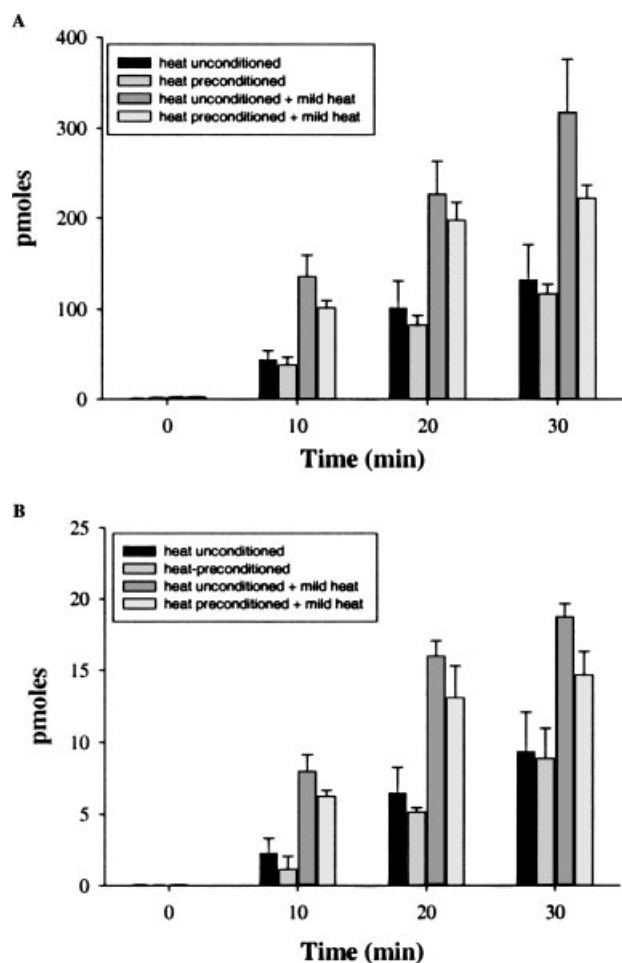 A
400
300
200
100
0
pmoles
heat unconditioned
heat preconditioned
heat unconditioned + mild heat
heat preconditioned + mild heat
0 10 20 30
Time (min)
B
25
20
15
10
5
0
pmoles
heat unconditioned
heat-preconditioned
heat unconditioned + mild heat
heat preconditioned + mild heat
0 10 20 30
Time (min)